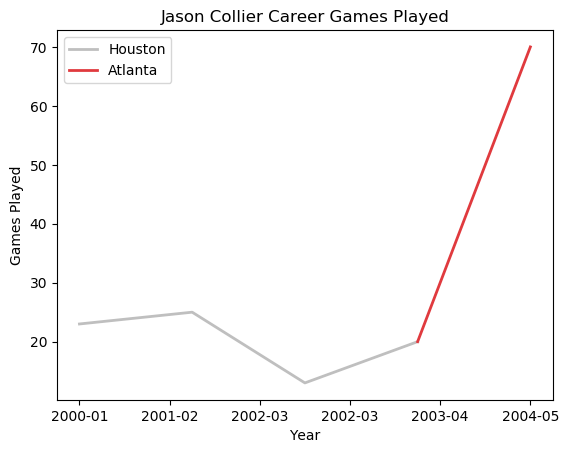 Jason Collier Career Games Played
Houston
Atlanta
70
60
50
40
30
20
Games Played
2000-01 2001-02 2002-03 2002-03 2003-04 2004-05
Year